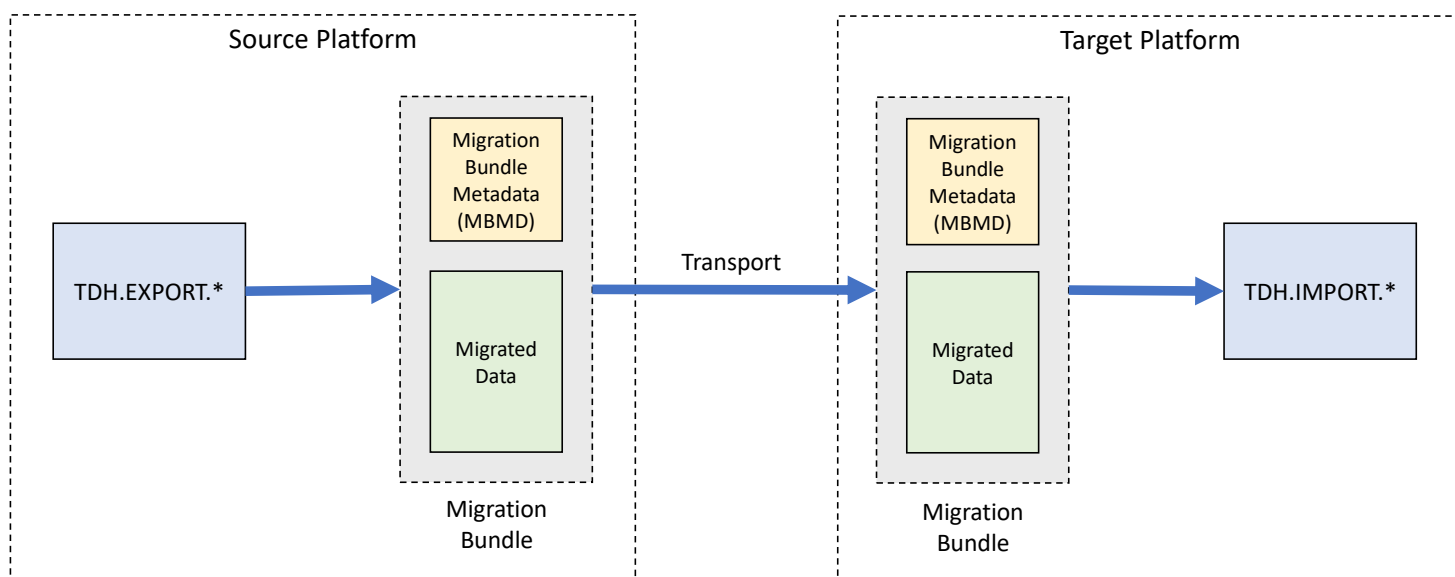 Source Platform
Target Platform
Migration
Bundle
Metadata
(MBMD)
TDH.EXPORT.*
Migrated
Data
Migration
Bundle
Transport
Migration
Bundle
Metadata
(MBMD)
Migrated
Data
TDH.IMPORT.*
Migration
Bundle